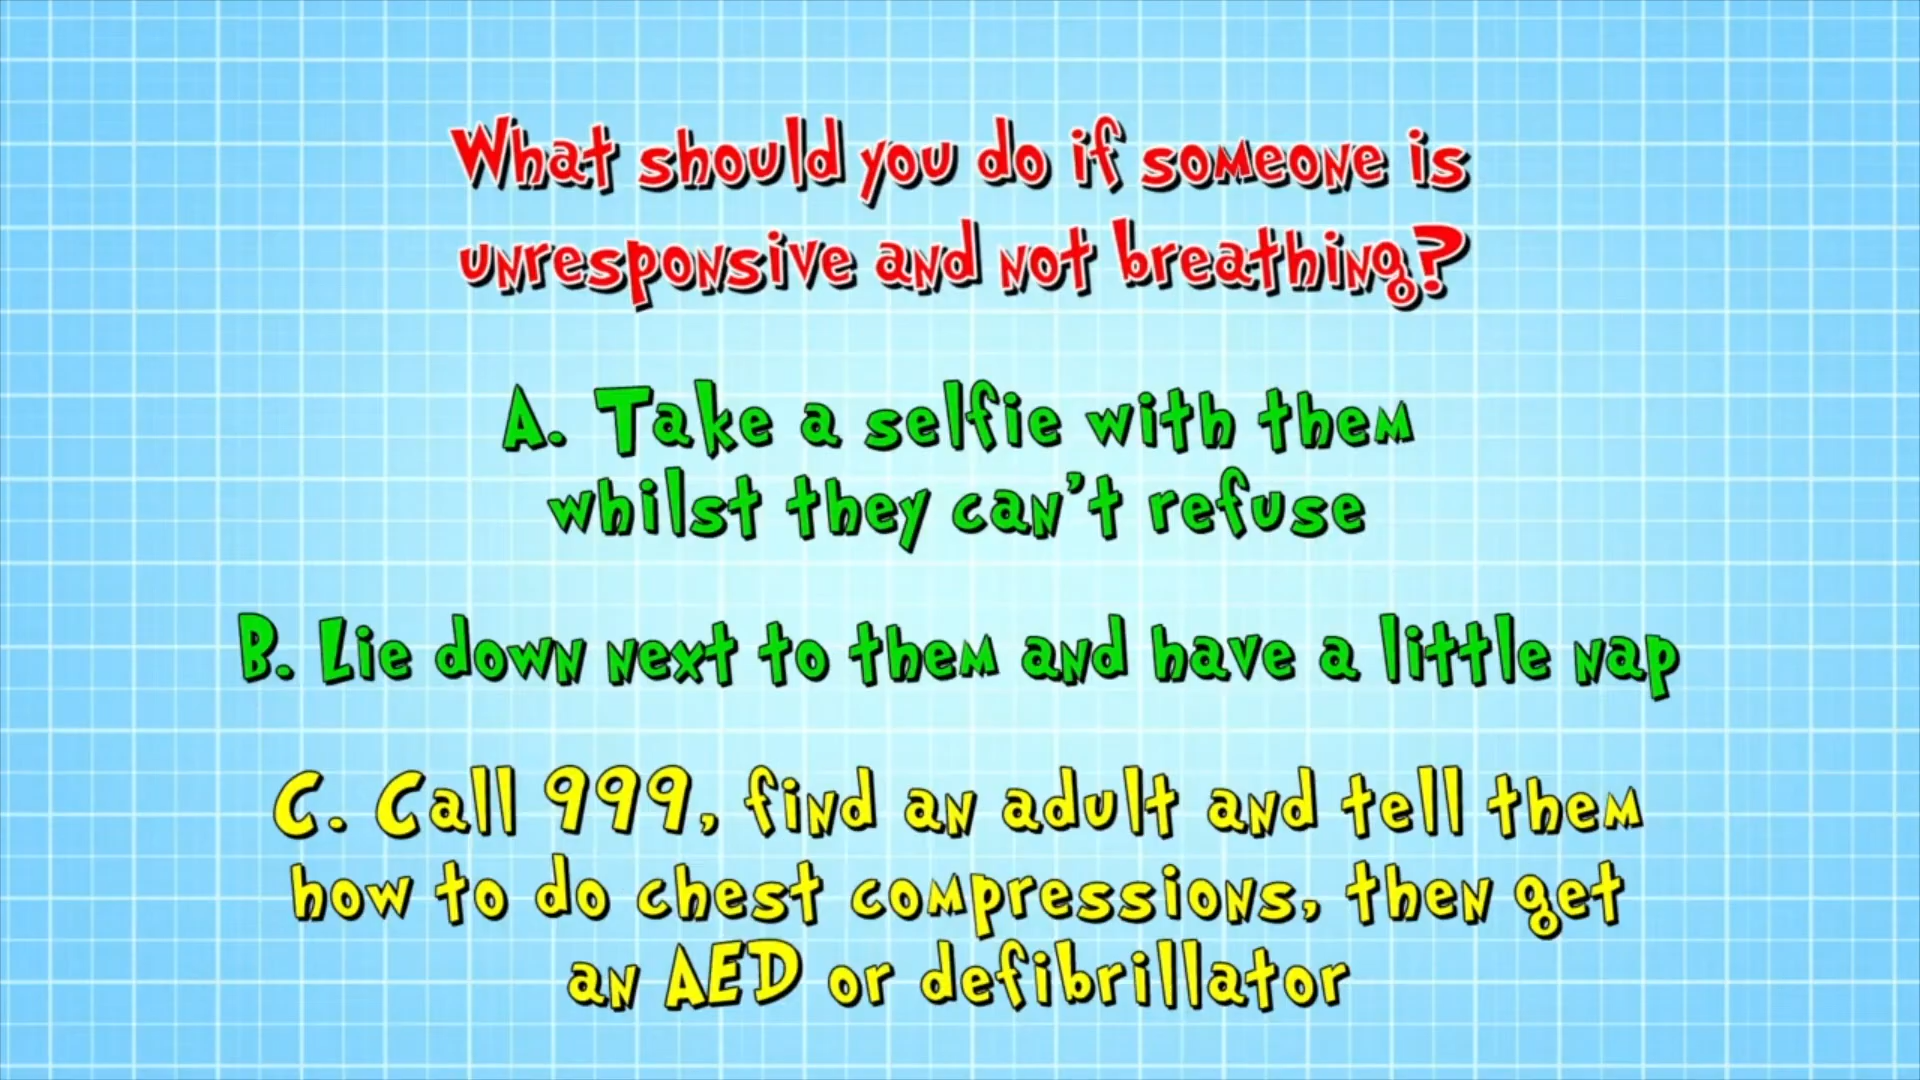 What should you do if someone is
unresponsive and not breathing?
A. Take a selfie with them
whilst they can't refuse
B. Lie down next to them and have a little nap
C. Call 999, find an adult and tell them
how to do chest compressions, then get
an AED or defibrillator